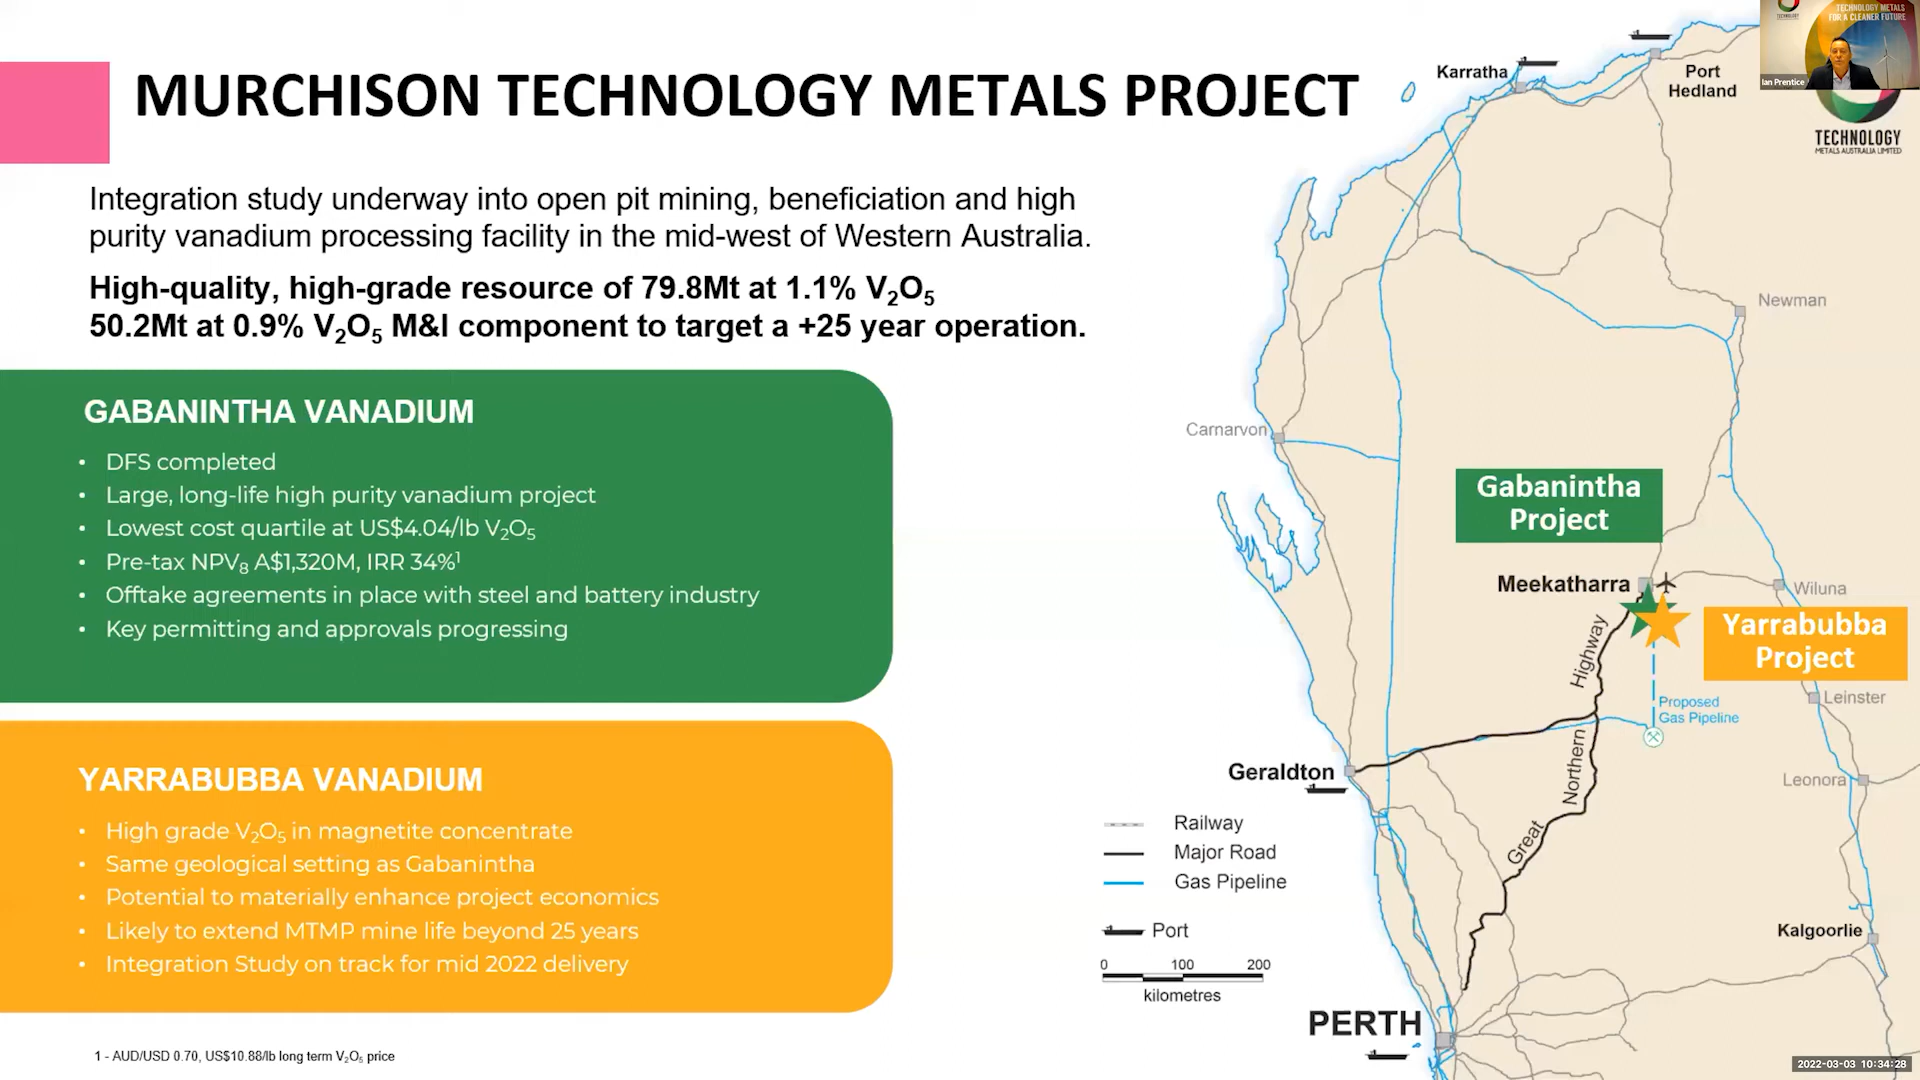 MURCHISON TECHNOLOGY METALS PROJECT
Integration study underway into open pit mining, beneficiation and high
purity vanadium processing facility in the mid-west of Western Australia.
High-quality, high-grade resource of 79.8Mt at 1.1% V₂O₅
50.2Mt at 0.9% V₂O₅ M&I component to target a +25 year operation.
GABANINTHA VANADIUM
• DFS completed
• Large, long-life high purity vanadium project
• Lowest cost quartile at US$4.04/lb V₂O₅
• Pre-tax NPV₈ A$1,320M, IRR 34%¹
• Offtake agreements in place with steel and battery industry
• Key permitting and approvals progressing
YARRABUBBA VANADIUM
• High grade V₂O₅ in magnetite concentrate
• Same geological setting as Gabanintha
• Potential to materially enhance project economics
• Likely to extend MTMP mine life beyond 25 years
• Integration Study on track for mid 2022 delivery
1 - AUD/USD 0.70, US$10.88/lb long term V₂O₅ price
Karratha
Port
Hedland
TECHNOLOGY METALS
FOR A CLEANER FUTURE
Ian Prentice
TECHNOLOGY
METALS AUSTRALIA LIMITED
Newman
Carnarvon
Gabanintha
Project
Meekatharra
Wiluna
Yarrabubba
Project
Highway
Leinster
Proposed
Gas Pipeline
Northern
Geraldton
Leonora
Great
Railway
Major Road
Gas Pipeline
Port
0 100 200
kilometres
Kalgoorlie
PERTH
2022-03-03 10:34:28